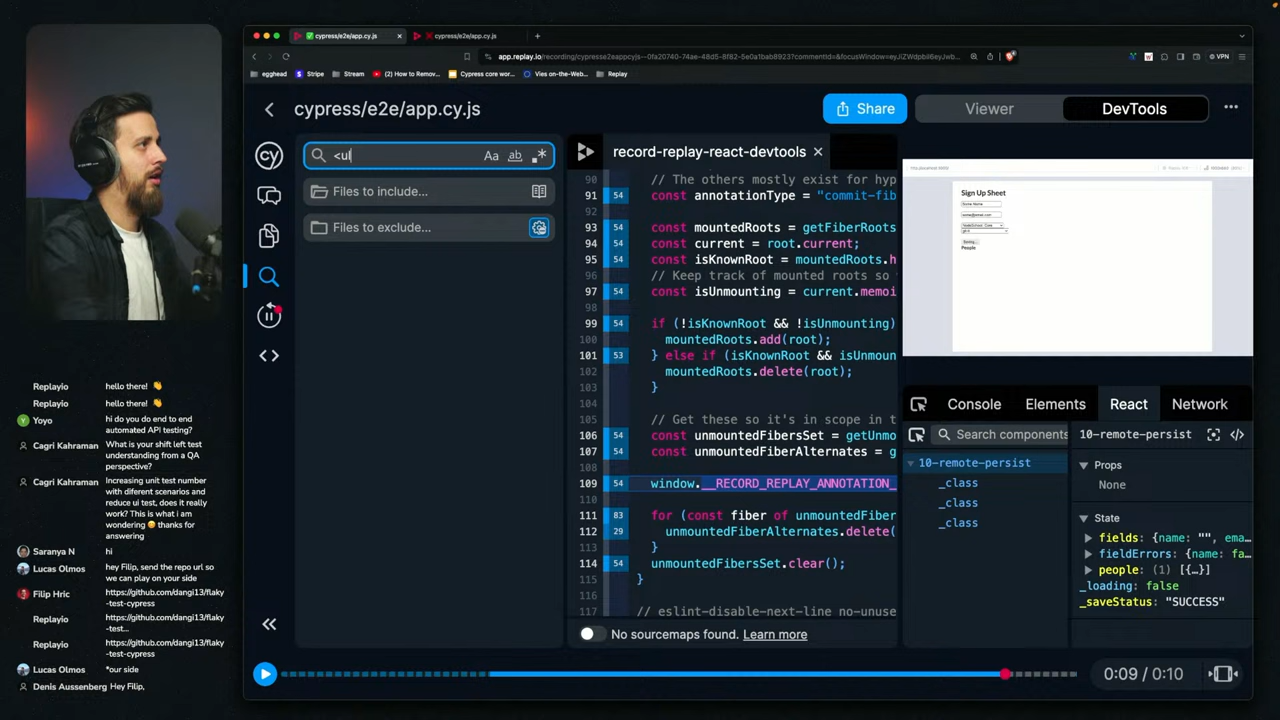 cypress/e2e/app.cy.js
cypress/e2e/app.cy.js
egghead
Stripe
Stream
(2) How to Remov...
Cypress core wor...
Vies on-the-Web...
Replay
VPN
cypress/e2e/app.cy.js
Share
Viewer
DevTools
<ul
Aa
ab
Files to include...
Files to exclude...
record-replay-react-devtools
90 // The others mostly exist for hyp
91 54 const annotationType = "commit-fib
92
93 54 const mountedRoots = getFiberRoots
94 54 const current = root.current;
95 54 const isKnownRoot = mountedRoots.h
96 // Keep track of mounted roots so
97 54 const isUnmounting = current.memoi
98
99 54 if (!isKnownRoot && !isUnmounting)
100 mountedRoots.add(root);
101 53 } else if (isKnownRoot && isUnmoun
102 mountedRoots.delete(root);
103 }
104
105 // Get these so it's in scope in t
106 54 const unmountedFibersSet = getUnmo
107 54 const unmountedFiberAlternates = g
108
109 54 window.__RECORD_REPLAY_ANNOTATION_
110
111 83 for (const fiber of unmountedFiber
112 29 unmountedFiberAlternates.delete(
113 }
114 54 unmountedFibersSet.clear();
115 }
116
117 // eslint-disable-next-line no-unuse
No sourcemaps found. Learn more
Sign Up Sheet
People
Console
Elements
React
Network
Search components
10-remote-persist
10-remote-persist
_class
_class
_class
Props
None
State
fields: {name: "", ema...
fieldErrors: {name: fa...
people: (1) [{...}]
_loading: false
_saveStatus: "SUCCESS"
0:09 / 0:10
Replayio hello there! 👋
Replayio hello there! 👋
Y Yoyo hi do you do end to end
automated API testing?
Cagri Kahraman What is your shift left test
understanding from a QA
perspective?
Cagri Kahraman Increasing unit test number
with diferent scenarios and
reduce ui test, does it really
work? This is what i am
wondering 😊 thanks for
answering
Saranya N hi
Lucas Olmos hey Filip, send the repo url so
we can play on your side
Filip Hric https://github.com/dangi13/flaky
-test-cypress
Replayio https://github.com/dangi13/flaky
-test...
Replayio https://github.com/dangi13/flaky
-test-cypress
Lucas Olmos *our side
Denis Aussenberg Hey Filip,